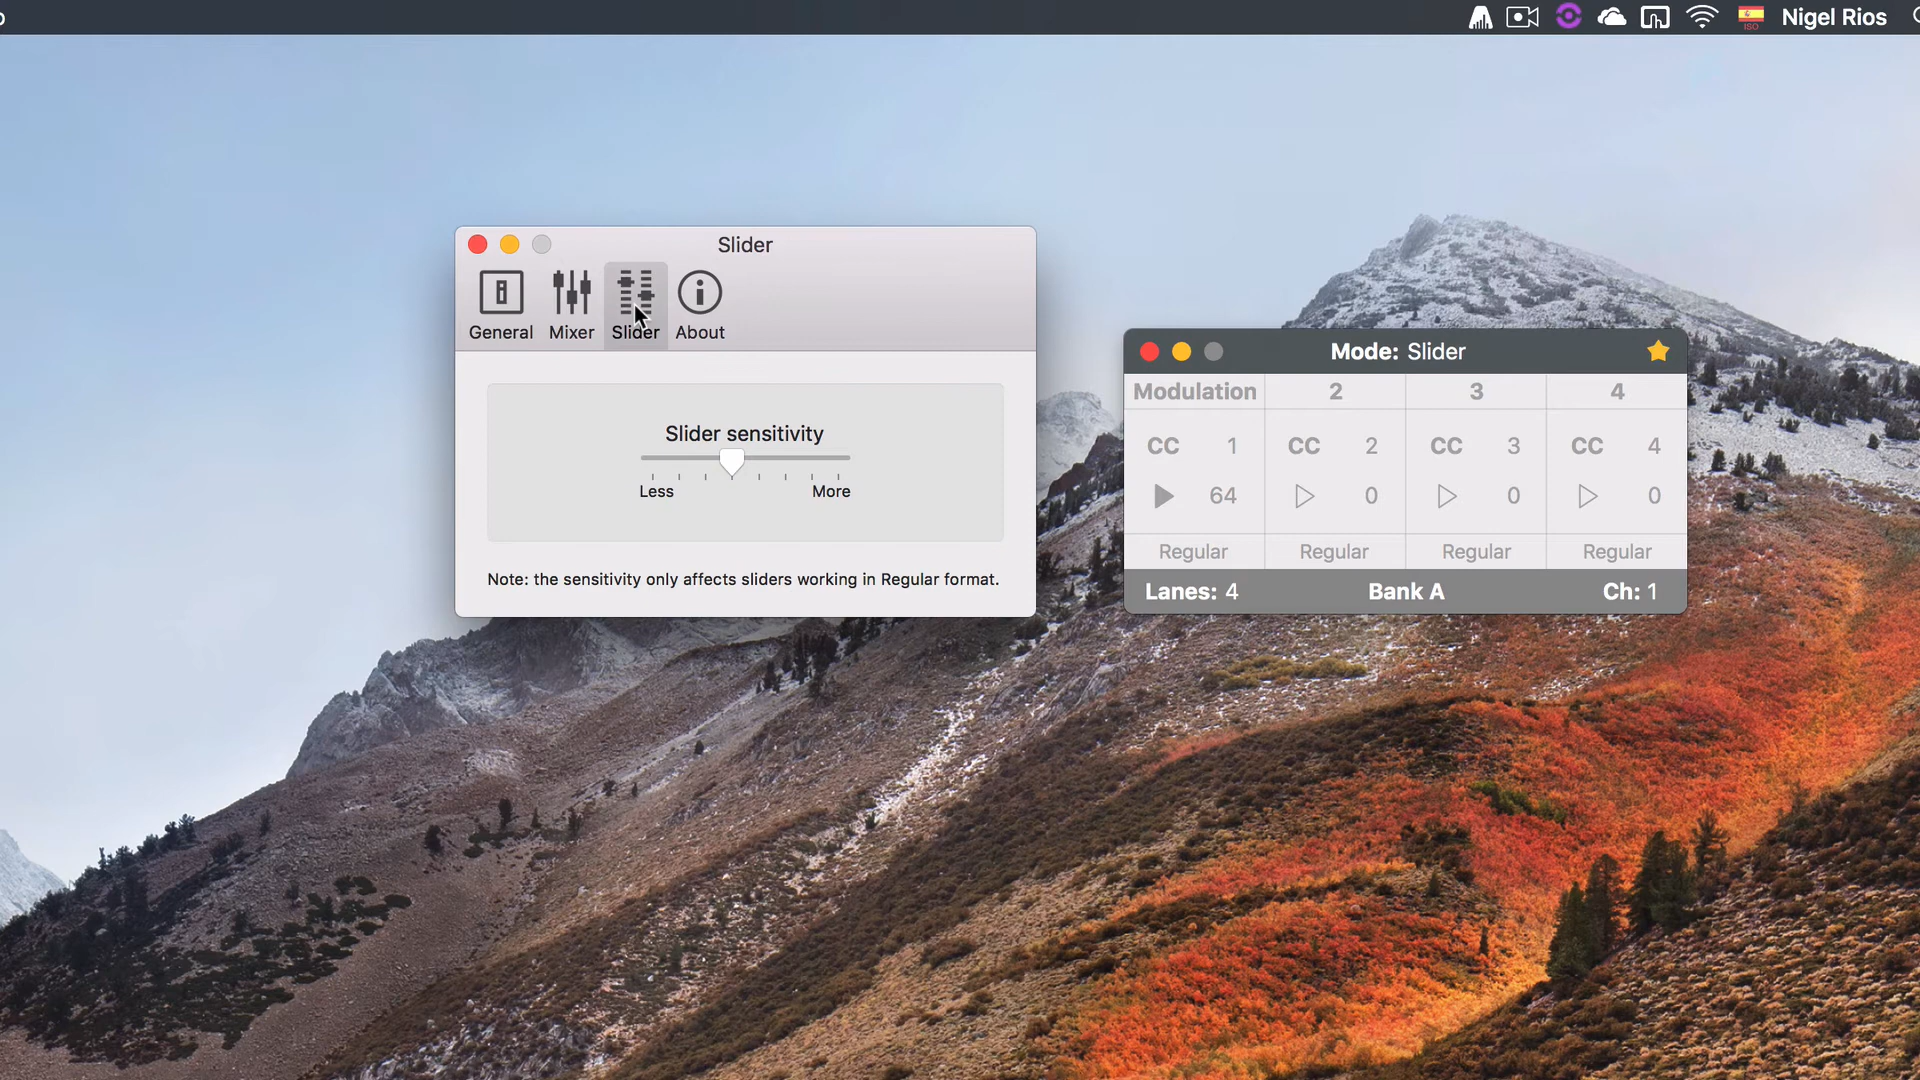 Nigel Rios
ISO
Slider
General Mixer Slider About
Slider sensitivity
Less More
Note: the sensitivity only affects sliders working in Regular format.
Mode: Slider
Modulation 2 3 4
CC 1 CC 2 CC 3 CC 4
64 0 0 0
Regular Regular Regular Regular
Lanes: 4 Bank A Ch: 1